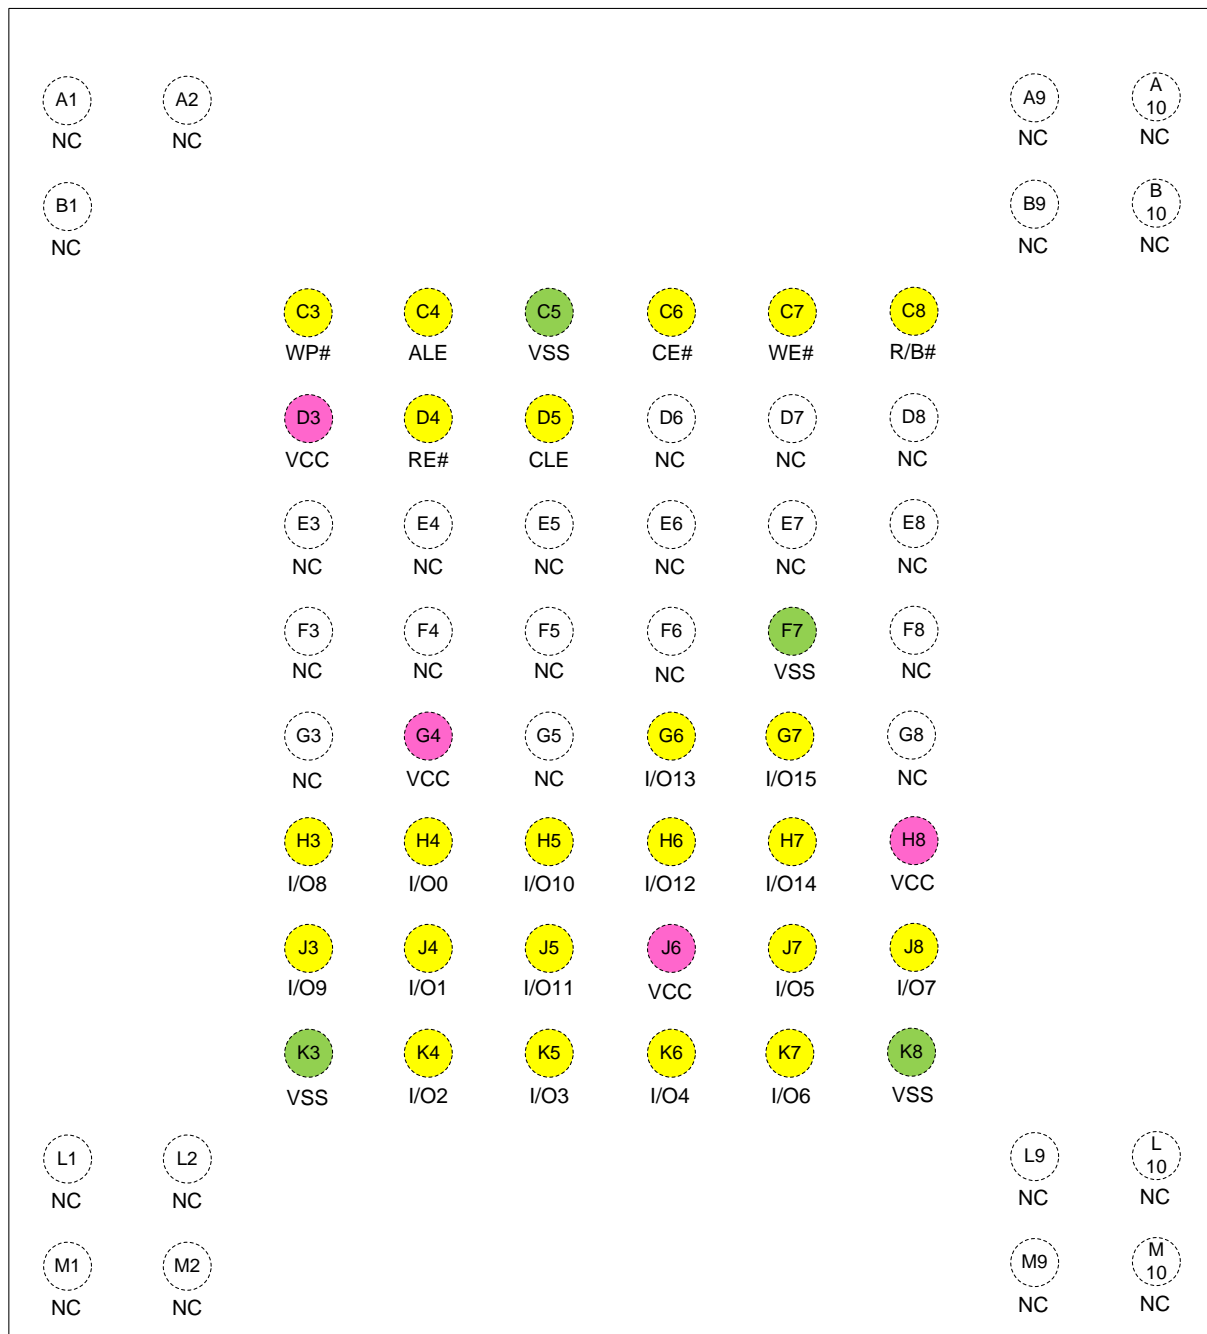 A1 A2 A9 A 10
NC NC NC NC
B1 B9 B 10
NC NC NC
C3 C4 C5 C6 C7 C8
WP# ALE VSS CE# WE# R/B#
D3 D4 D5 D6 D7 D8
VCC RE# CLE NC NC NC
E3 E4 E5 E6 E7 E8
NC NC NC NC NC NC
F3 F4 F5 F6 F7 F8
NC NC NC NC VSS NC
G3 G4 G5 G6 G7 G8
NC VCC NC I/O13 I/O15 NC
H3 H4 H5 H6 H7 H8
I/O8 I/O0 I/O10 I/O12 I/O14 VCC
J3 J4 J5 J6 J7 J8
I/O9 I/O1 I/O11 VCC I/O5 I/O7
K3 K4 K5 K6 K7 K8
VSS I/O2 I/O3 I/O4 I/O6 VSS
L1 L2 L9 L 10
NC NC NC NC
M1 M2 M9 M 10
NC NC NC NC